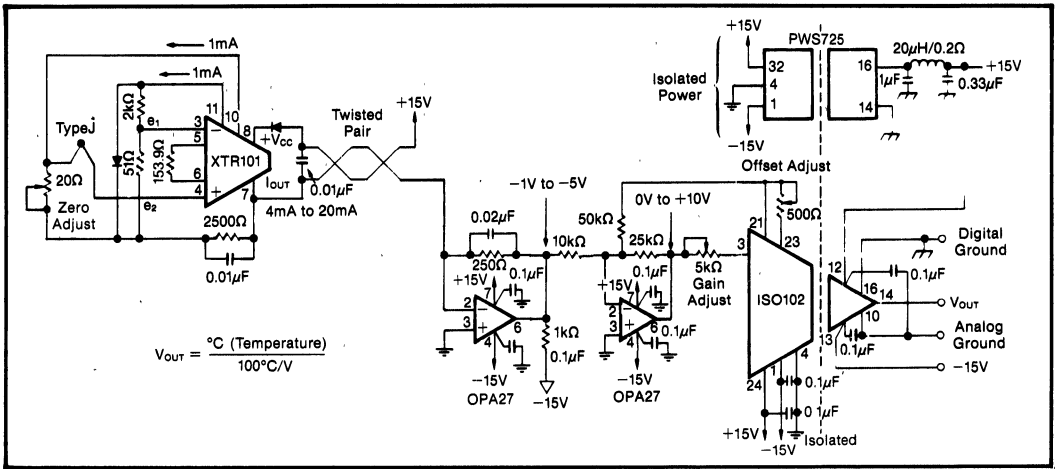 1mA
1mA
2kΩ
11
10
3
e1
5
8
+VCC
Type J*
51Ω
153.9Ω
XTR101
6
4
7
IOUT
20Ω
Zero
Adjust
e2
2500Ω
0.01µF
0.01µF
4mA to 20mA
Twisted
Pair
+15V
PWS725
+15V
32
4
1
Isolated
Power
−15V
16
14
20µH/0.2Ω
+15V
1µF
0.33µF
Offset Adjust
−1V to −5V
0V to +10V
0.02µF
250Ω
10kΩ
50kΩ
25kΩ
500Ω
+15V
7
0.1µF
2
3
6
4
0.1µF
−15V
OPA27
1kΩ
−15V
+15V
7
0.1µF
2
3
6
4
0.1µF
−15V
OPA27
5kΩ
Gain
Adjust
21
23
3
ISO102
24
1
4
0.1µF
0.1µF
+15V
−15V
Isolated
12
16
14
10
3
0.1µF
0.1µF
Digital
Ground
VOUT
Analog
Ground
−15V
VOUT = °C (Temperature)
100°C/V